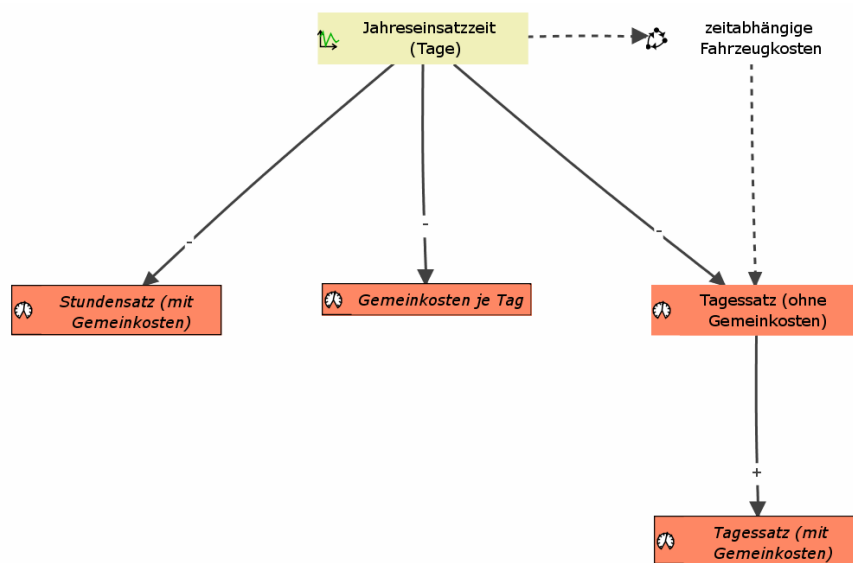 Jahreseinsatzzeit
(Tage)
zeitabhängige
Fahrzeugkosten
-
-
-
Stundensatz (mit
Gemeinkosten)
Gemeinkosten je Tag
Tagessatz (ohne
Gemeinkosten)
+
Tagessatz (mit
Gemeinkosten)